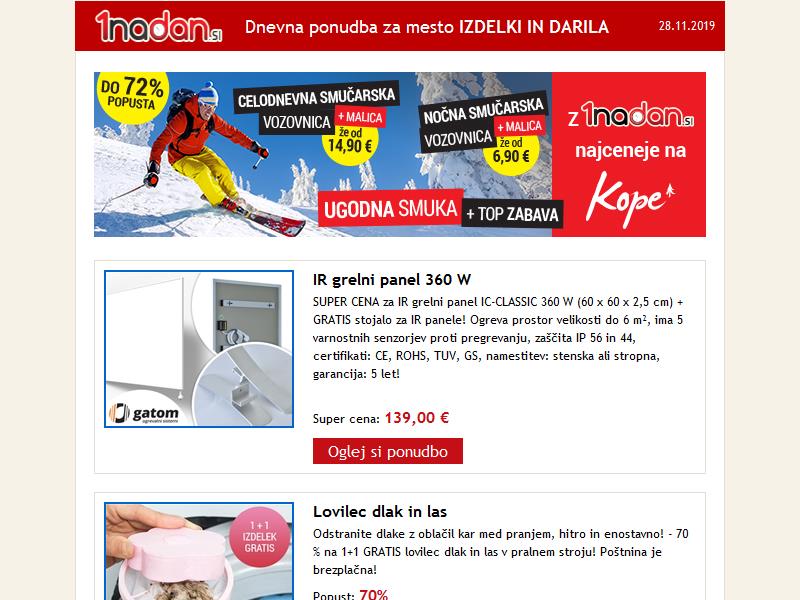 1nadan.si
Dnevna ponudba za mesto IZDELKI IN DARILA
28.11.2019
DO 72%
POPUSTA
CELODNEVNA SMUČARSKA
VOZOVNICA + MALICA
že od
14,90 €
NOČNA SMUČARSKA
VOZOVNICA + MALICA
že od
6,90 €
UGODNA SMUKA + TOP ZABAVA
z 1nadan.si
najceneje na
Kope
IR grelni panel 360 W
SUPER CENA za IR grelni panel IC-CLASSIC 360 W (60 x 60 x 2,5 cm) +
GRATIS stojalo za IR panele! Ogreva prostor velikosti do 6 m², ima 5
varnostnih senzorjev proti pregrevanju, zaščita IP 56 in 44,
certifikati: CE, ROHS, TUV, GS, namestitev: stenska ali stropna,
garancija: 5 let!
gatom
ogrevalni sistemi
Super cena: 139,00 €
Oglej si ponudbo
1 + 1
IZDELEK
GRATIS
Lovilec dlak in las
Odstranite dlake z oblačil kar med pranjem, hitro in enostavno! - 70
% na 1+1 GRATIS lovilec dlak in las v pralnem stroju! Poštnina je
brezplačna!
Popust: 70%